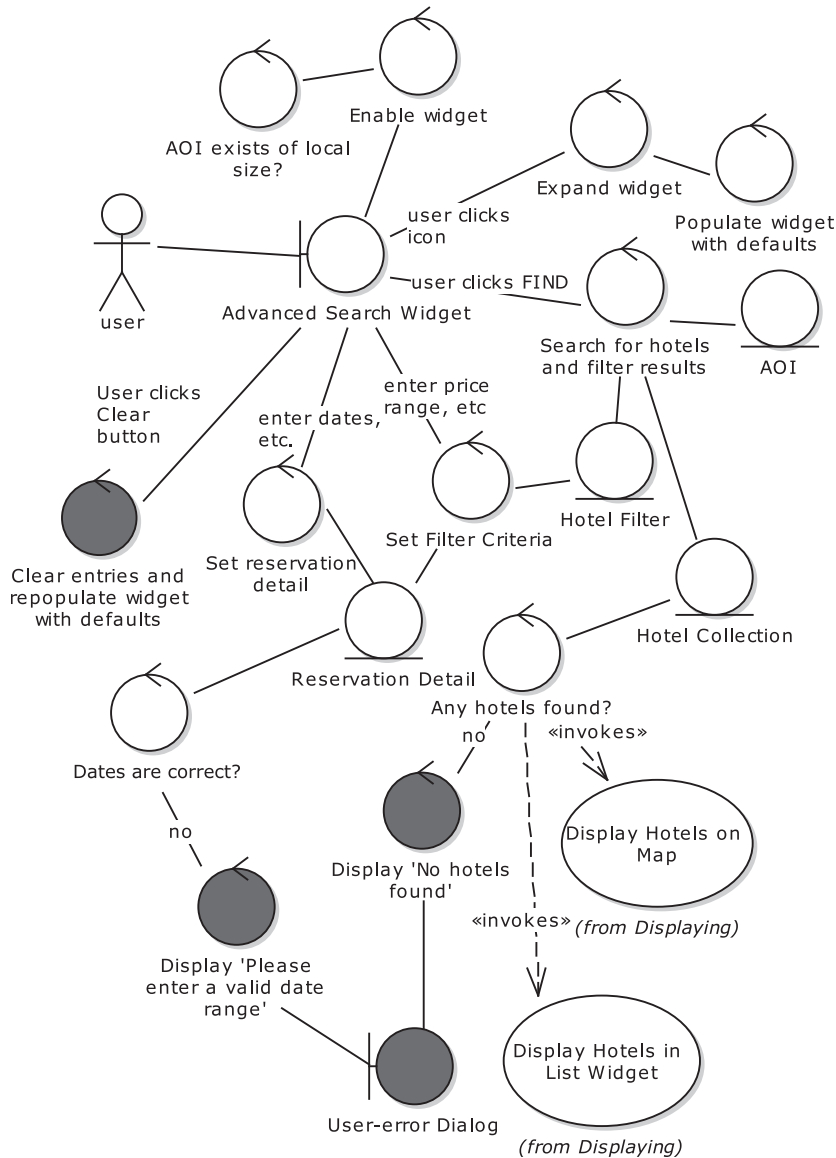 Enable widget
AOI exists of local
size?
Expand widget
Populate widget
with defaults
user clicks
icon
user clicks FIND
user
Advanced Search Widget
Search for hotels
and filter results
AOI
User clicks
Clear
button
enter dates,
etc.
enter price
range, etc
Hotel Filter
Set Filter Criteria
Set reservation
detail
Clear entries and
repopulate widget
with defaults
Hotel Collection
Reservation Detail
Any hotels found?
no
«invokes»
Dates are correct?
no
Display Hotels on
Map
Display 'No hotels
found'
«invokes»
(from Displaying)
Display 'Please
enter a valid date
range'
Display Hotels in
List Widget
User-error Dialog
(from Displaying)